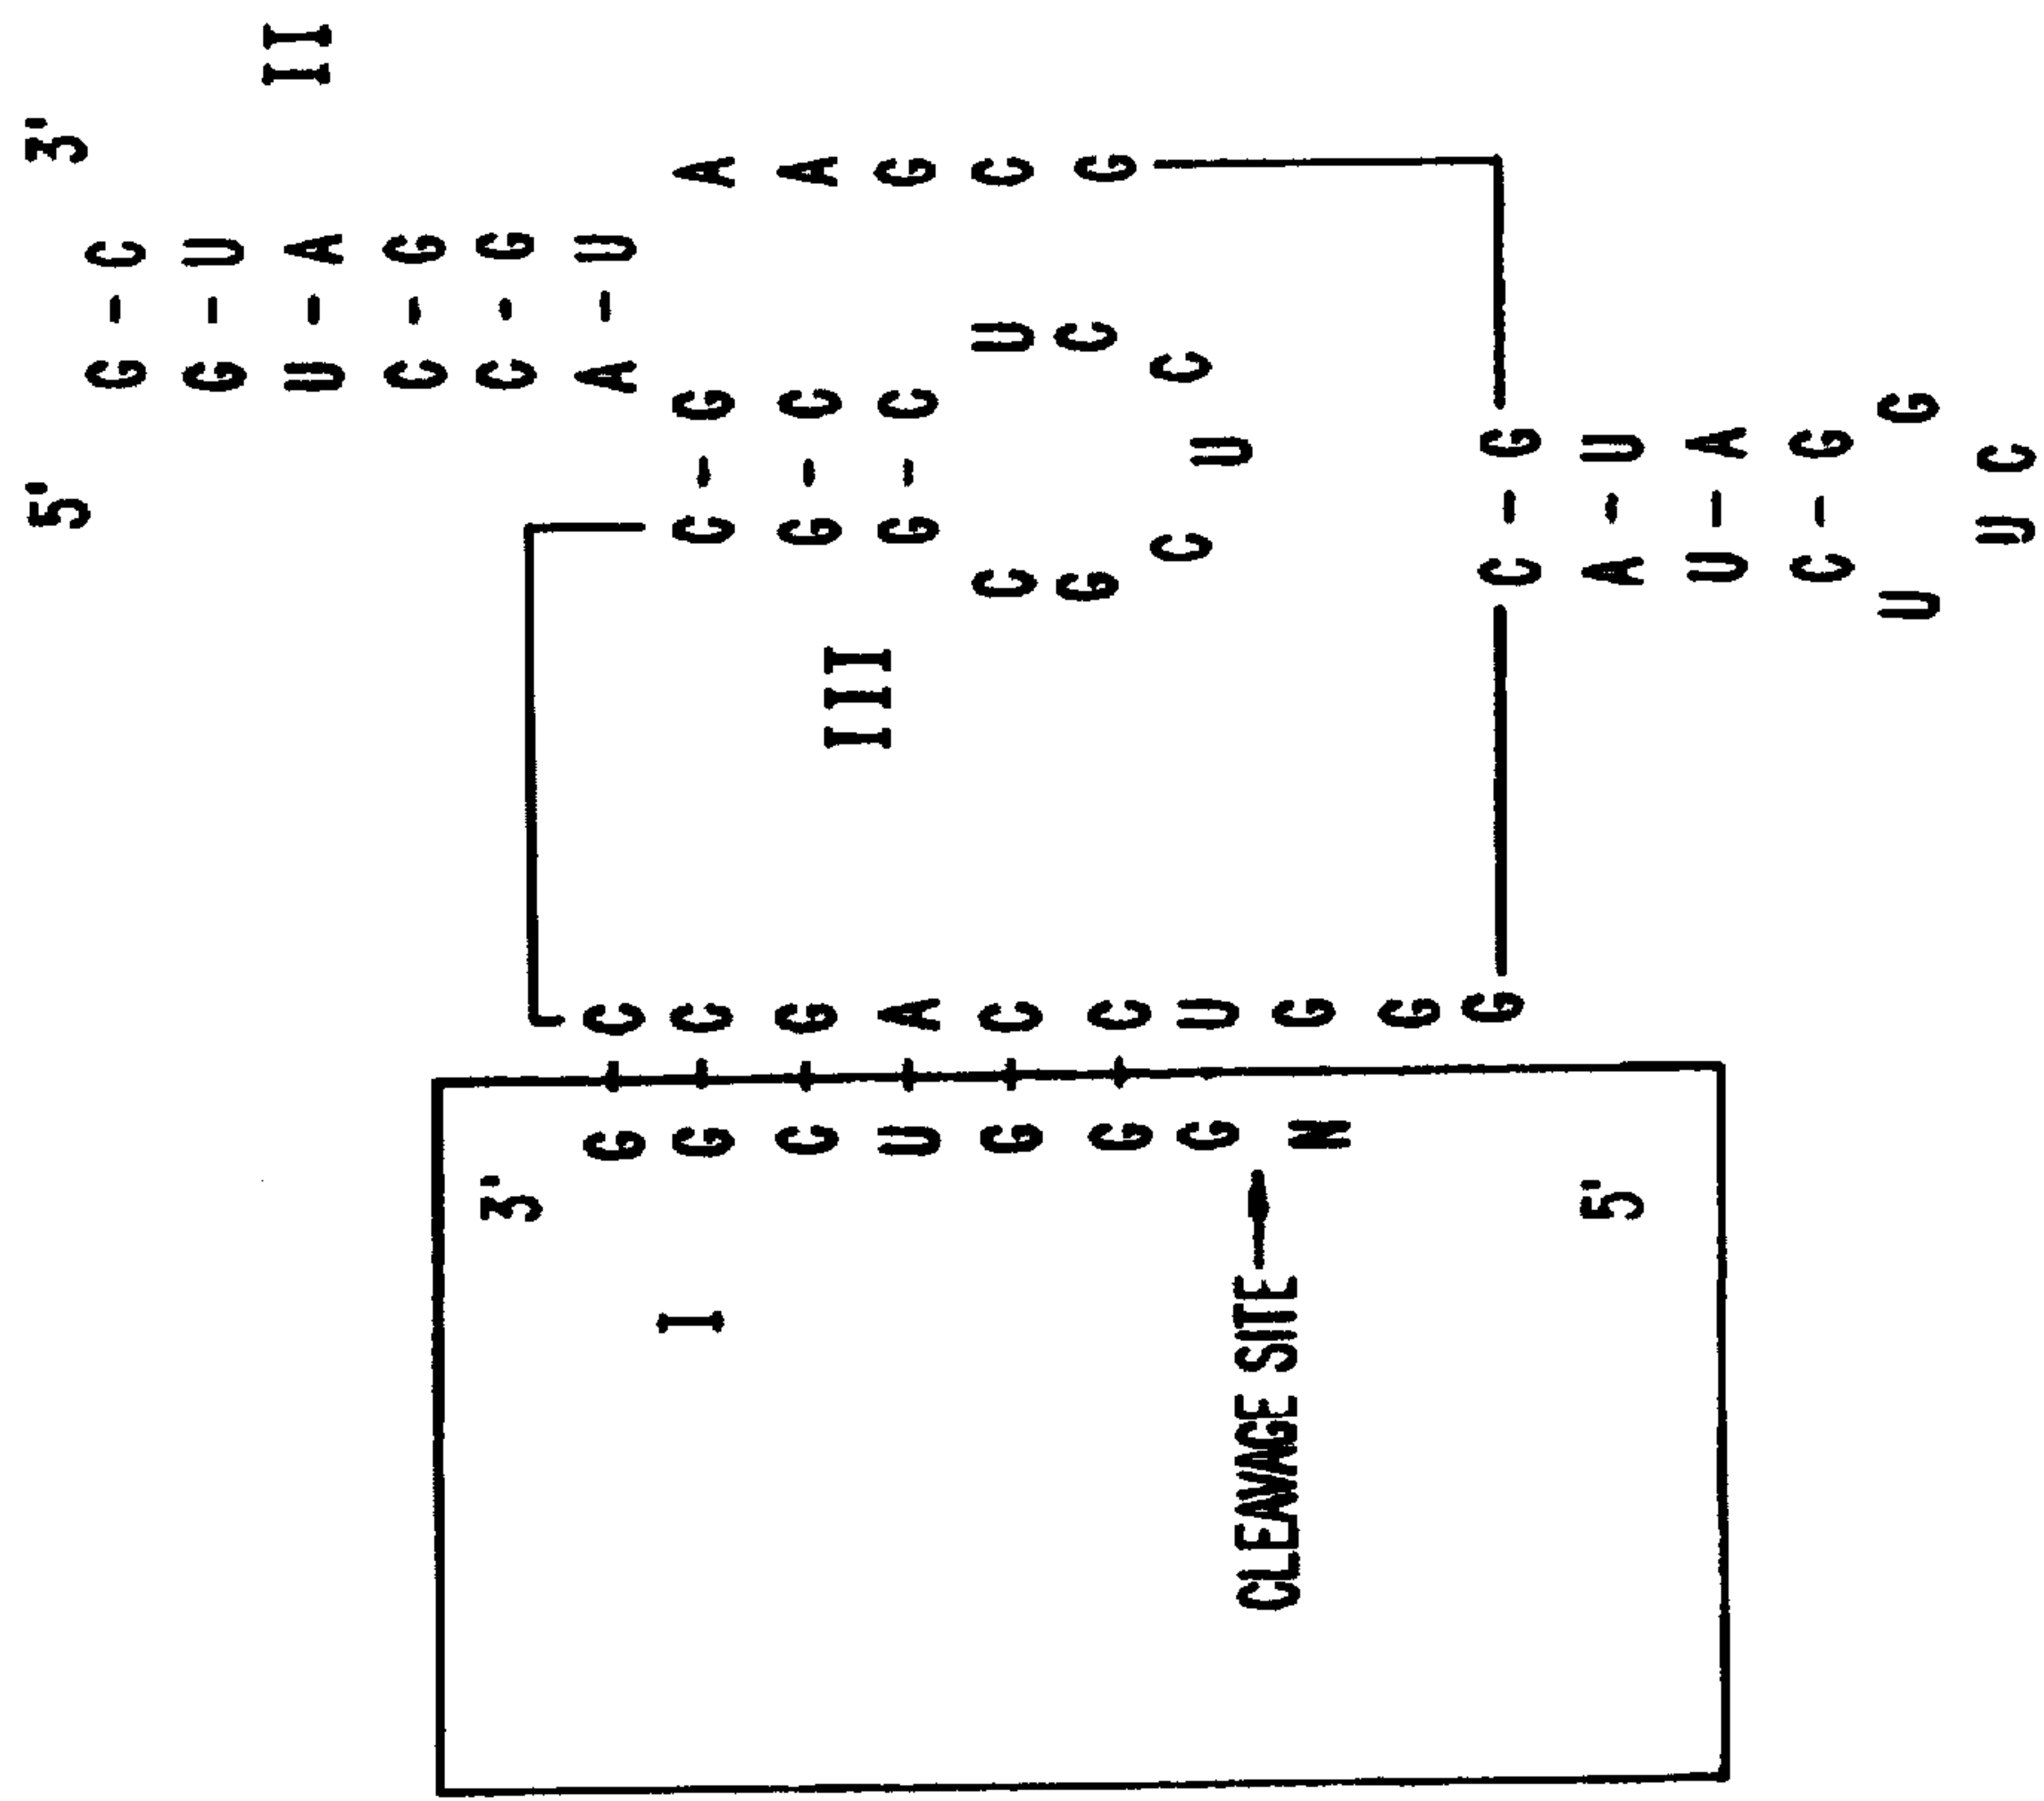 5' 3'
G - C
G - U
II
U - A
C - G
C - G
3'
G - C A - U
I
G - C C - G A
C - G G - C A
III
U - A G - C G
G - C C U C
G C G
G - C
C C
G U U
CLEAVAGE SITE
N G
G
G C - G
5' A - U
U - A
C - G
U G
U C